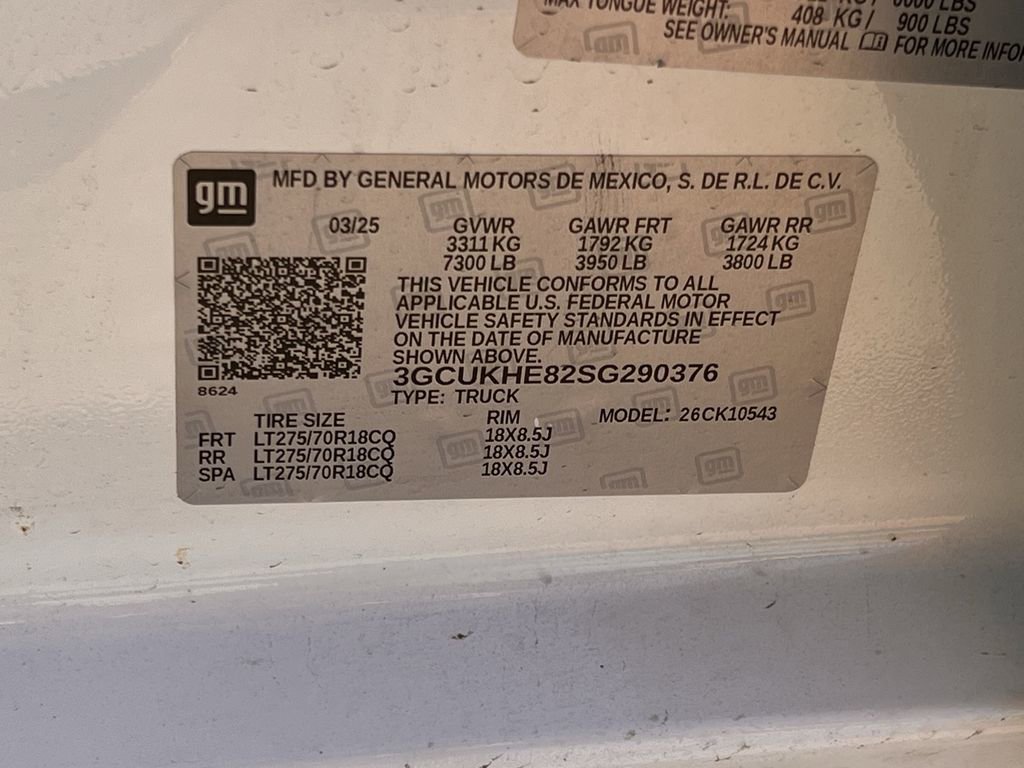 MAX TONGUE WEIGHT: 408 KG/ 900 LBS
SEE OWNER'S MANUAL FOR MORE
gm
MFD BY GENERAL MOTORS DE MEXICO, S. DE R.L. DE C.V.
03/25 GVWR GAWR FRT GAWR RR
3311 KG 1792 KG 1724 KG
7300 LB 3950 LB 3800 LB
THIS VEHICLE CONFORMS TO ALL
APPLICABLE U.S. FEDERAL MOTOR
VEHICLE SAFETY STANDARDS IN EFFECT
ON THE DATE OF MANUFACTURE
SHOWN ABOVE.
3GCUKHE82SG290376
8624
TYPE: TRUCK
TIRE SIZE RIM MODEL: 26CK10543
FRT LT275/70R18CQ 18X8.5J
RR LT275/70R18CQ 18X8.5J
SPA LT275/70R18CQ 18X8.5J